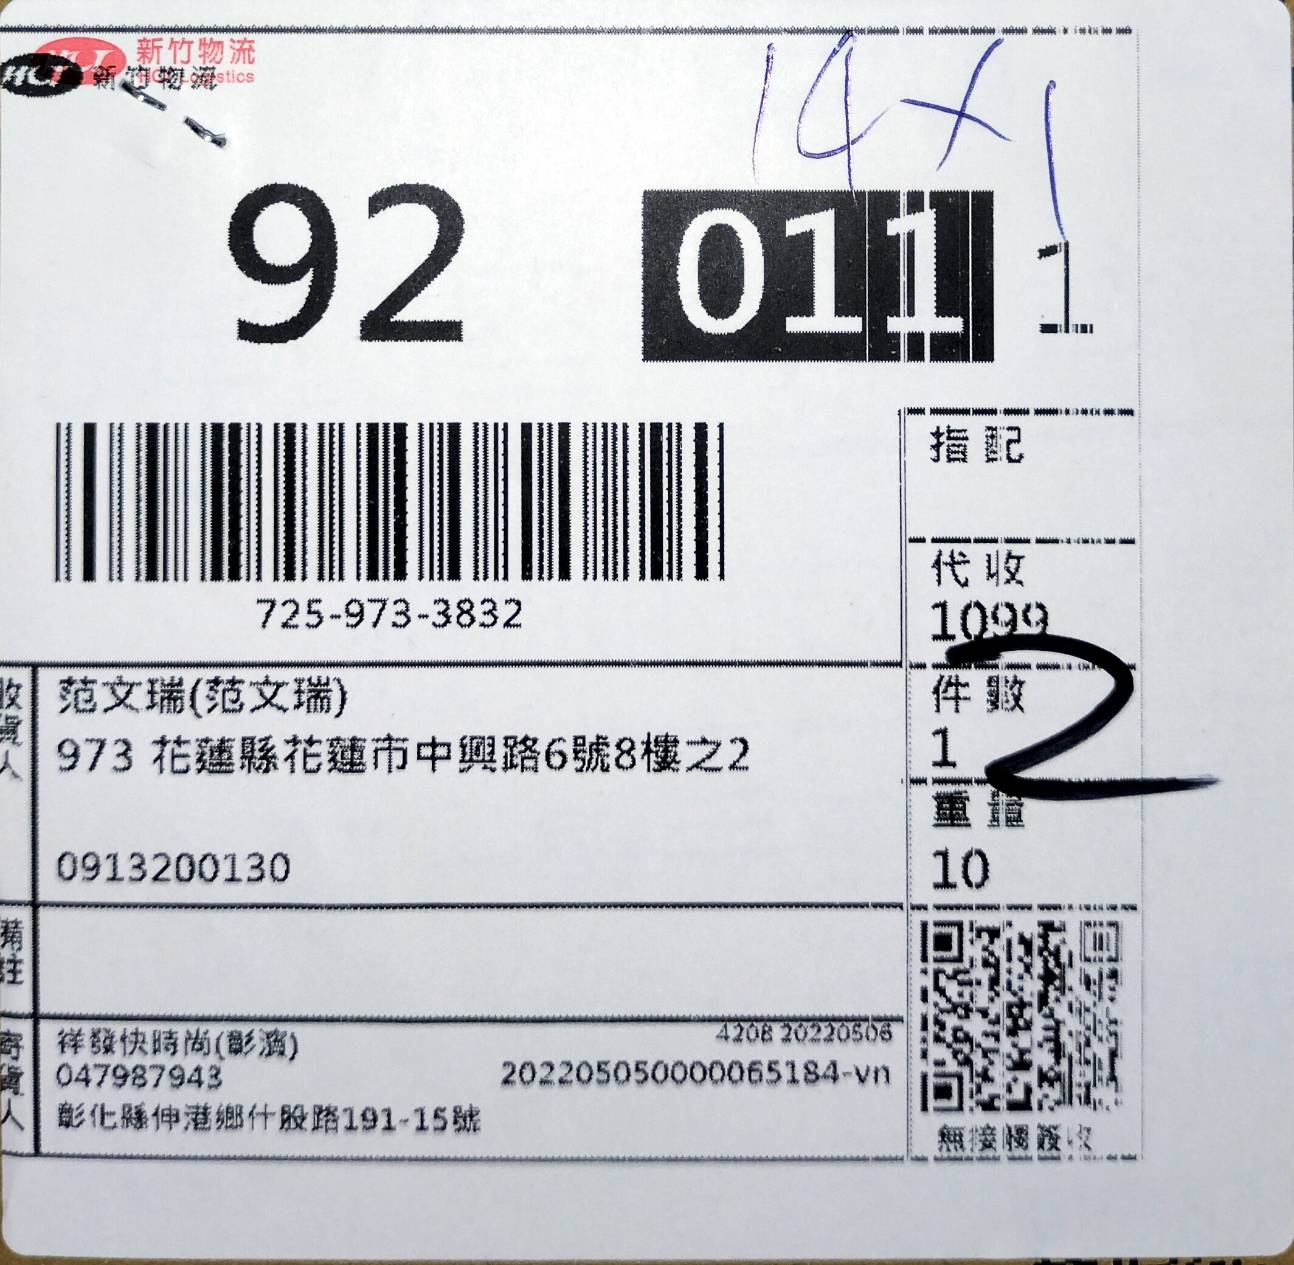 新竹物流
HCT Logistics
HCT 新竹物流
14×1
92 011 1
指配
代收
1099
725-973-3832
收貨人
范文瑞(范文瑞)
973 花蓮縣花蓮市中興路6號8樓之2
0913200130
件數
1
2
重量
10
備註
寄貨人
祥發快時尚(彰濱)
4208 20220506
047987943
202205050000065184-vn
彰化縣伸港鄉什股路191-15號
無接觸簽收